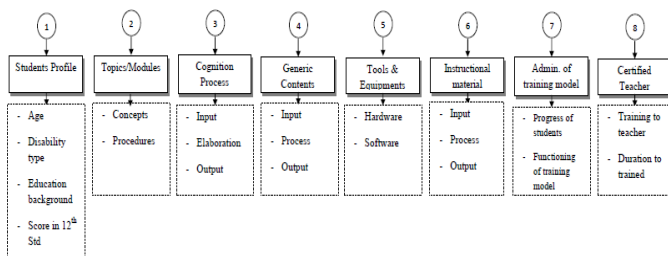 1
2
3
4
5
6
7
8
Students Profile
Topics/Modules
Cognition
Process
Generic
Contents
Tools &
Equipments
Instructional
material
Admin. of
training model
Certified
Teacher
- Age
- Disability
type
- Education
background
- Score in 12th
Std
- Concepts
- Procedures
- Input
- Elaboration
- Output
- Input
- Process
- Output
- Hardware
- Software
- Input
- Process
- Output
- Progress of
students
- Functioning
of training
model
- Training to
teacher
- Duration to
trained